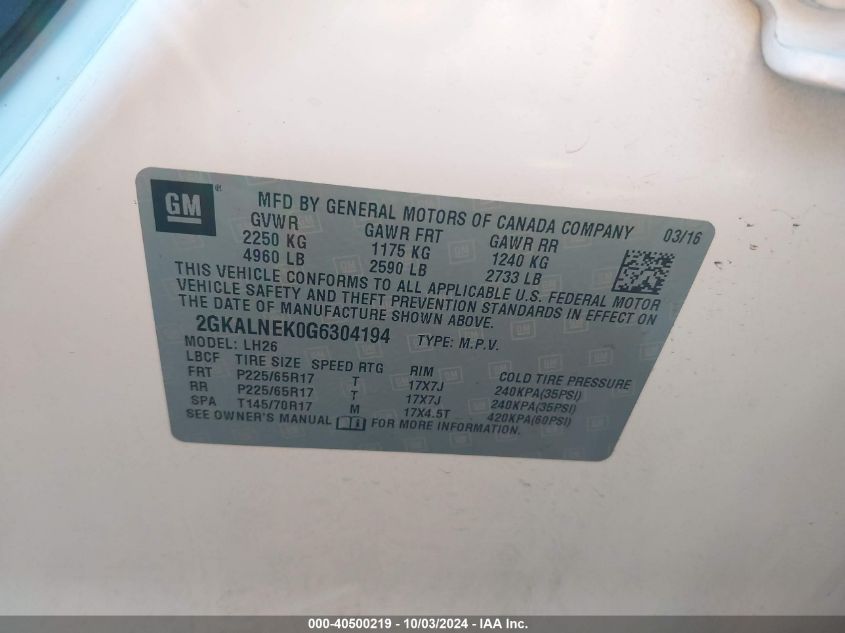 GM ®
MFD BY GENERAL MOTORS OF CANADA COMPANY 03/16
GVWR GAWR FRT GAWR RR
2250 KG 1175 KG 1240 KG
4960 LB 2590 LB 2733 LB
THIS VEHICLE CONFORMS TO ALL APPLICABLE U.S. FEDERAL MOTOR
VEHICLE SAFETY AND THEFT PREVENTION STANDARDS IN EFFECT ON
THE DATE OF MANUFACTURE SHOWN ABOVE.
2GKALNEK0G6304194 TYPE: M.P.V.
MODEL: LH26
LBCF TIRE SIZE SPEED RTG RIM COLD TIRE PRESSURE
FRT P225/65R17 T 17X7J 240KPA(35PSI)
RR P225/65R17 T 17X7J 240KPA(35PSI)
SPA T145/70R17 M 17X4.5T 420KPA(60PSI)
SEE OWNER'S MANUAL FOR MORE INFORMATION.
000-40500219 - 10/03/2024 - IAA Inc.